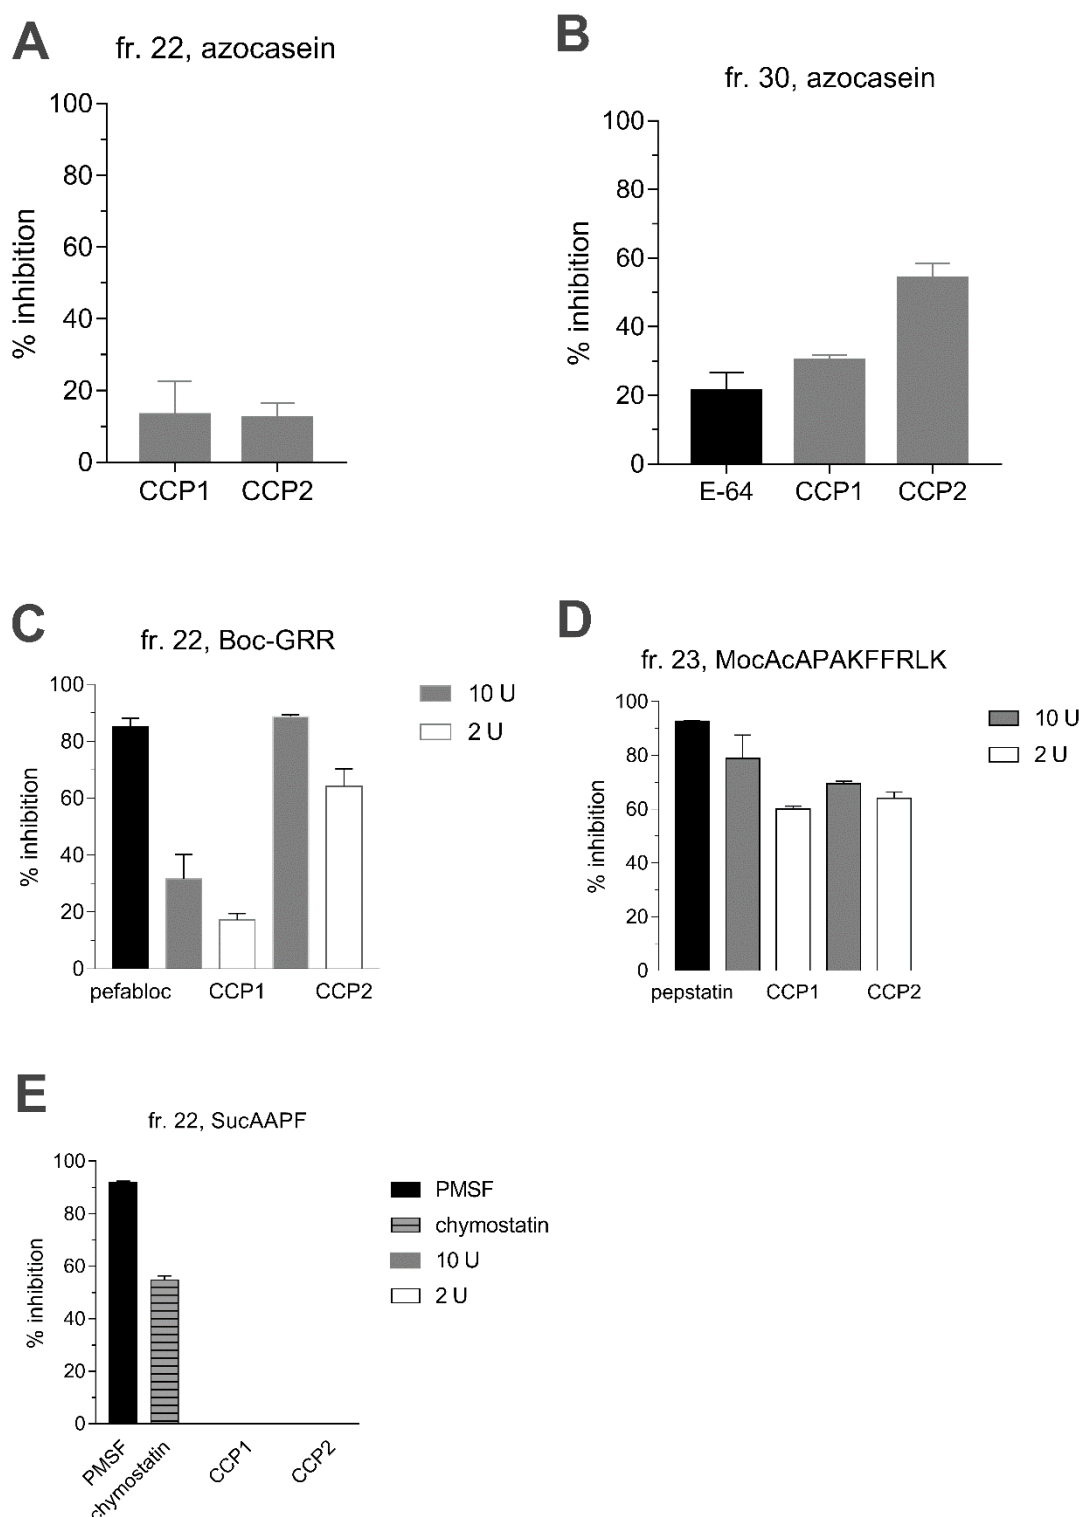 A
fr. 22, azocasein
% inhibition
100
80
60
40
20
0
CCP1 CCP2
B
fr. 30, azocasein
% inhibition
100
80
60
40
20
0
E-64 CCP1 CCP2
C
fr. 22, Boc-GRR
% inhibition
100
80
60
40
20
0
pefabloc CCP1 CCP2
10 U
2 U
D
fr. 23, MocAcAPAKFFRLK
% inhibition
100
80
60
40
20
0
pepstatin CCP1 CCP2
10 U
2 U
E
fr. 22, SucAAPF
% inhibition
100
80
60
40
20
0
PMSF chymostatin CCP1 CCP2
PMSF
chymostatin
10 U
2 U